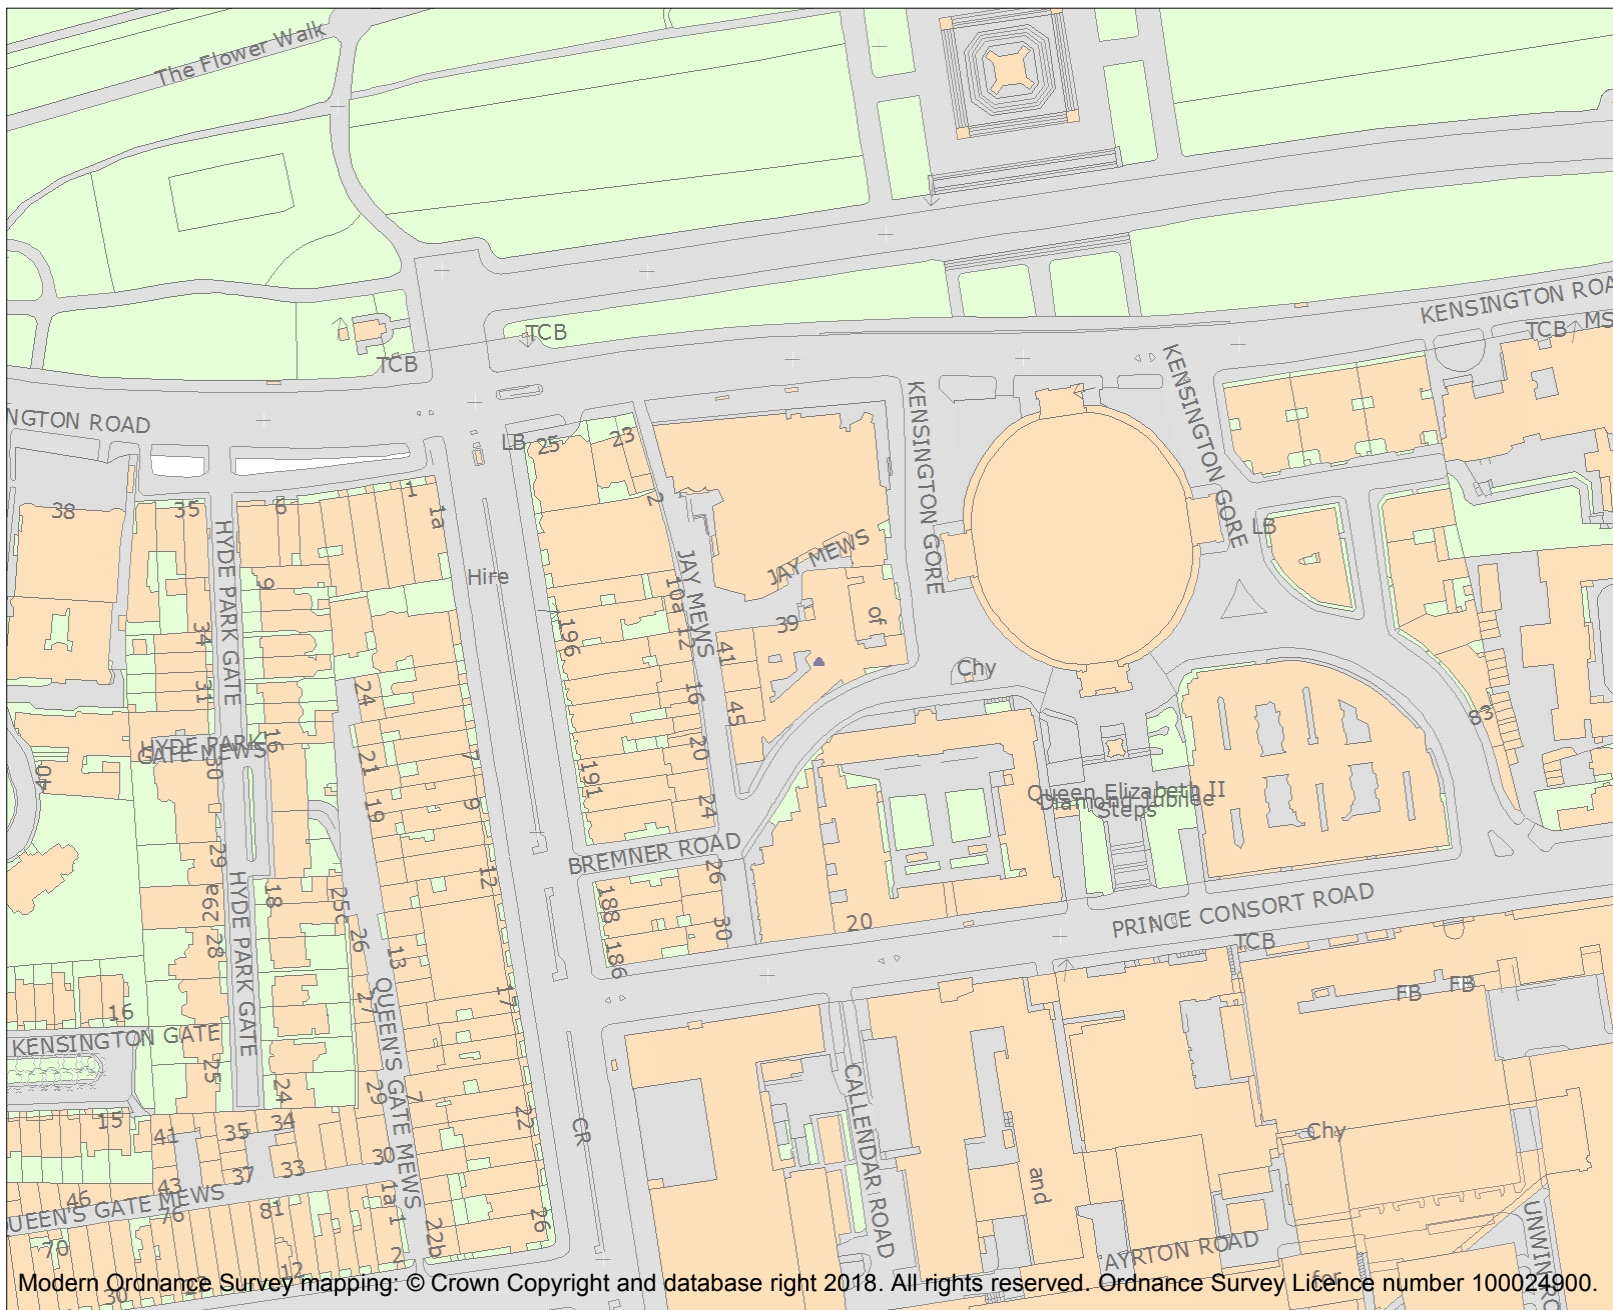 The Flower Walk
KENSINGTON ROA
TCB
MS
TCB
TCB
NGTON ROAD
KENSINGTON GORE
KENSINGTON GORE
LB
25
23
1
1a
38
35
6
2
LB
HYDE PARK GATE
JAY MEWS
JAY MEWS
Hire
9
10a
12
39
of
196
34
31
41
Chy
24
16
45
83
HYDE PARK
GATE MEWS
16
30
21
7
20
40
191
Queen Elizabeth II
Diamond Jubilee
Steps
19
9
24
BREMNER ROAD
29
12
26
18
29a
25c
188
HYDE PARK GATE
28
26
13
30
20
PRINCE CONSORT ROAD
TCB
186
27
17
FB
FB
16
KENSINGTON GATE
QUEEN'S GATE MEWS
25
24
29
7
CALLENDAR ROAD
15
41
35
34
22
CR
Chy
37
33
30
and
43
46
UEEN'S GATE MEWS
76
81
1a
1
22b
26
70
2
12
AYRTON ROAD
UNWIN RO
for
30
Modern Ordnance Survey mapping: © Crown Copyright and database right 2018. All rights reserved. Ordnance Survey Licence number 100024900.